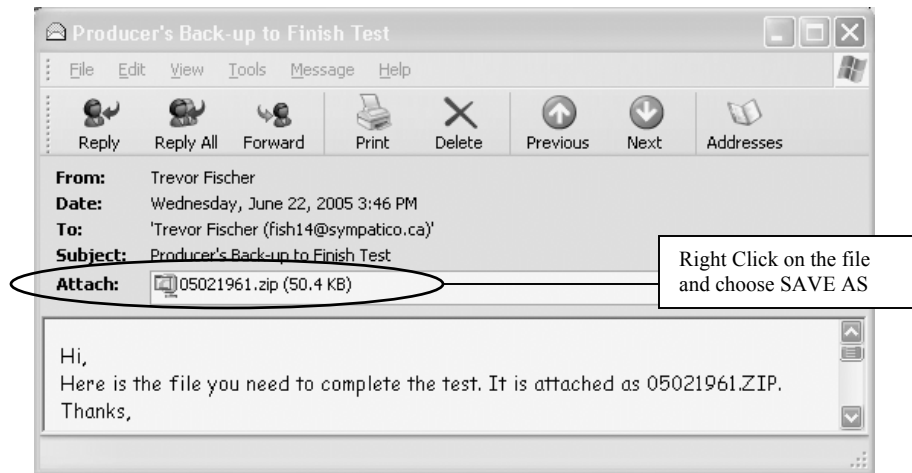 Producer's Back-up to Finish Test
File Edit View Tools Message Help
Reply Reply All Forward Print Delete Previous Next Addresses
From: Trevor Fischer
Date: Wednesday, June 22, 2005 3:46 PM
To: 'Trevor Fischer (fish14@sympatico.ca)'
Subject: Producer's Back-up to Finish Test
Attach: 05021961.zip (50.4 KB)
Right Click on the file
and choose SAVE AS
Hi,
Here is the file you need to complete the test. It is attached as 05021961.ZIP.
Thanks,